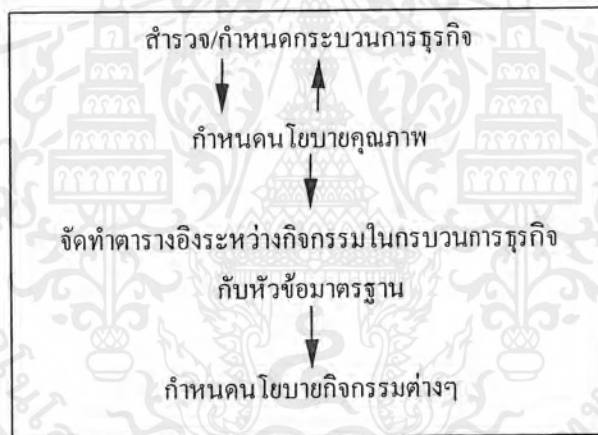 สำรวจ/กำหนดกระบวนการธุรกิจ
กำหนดนโยบายคุณภาพ
จัดทำตารางอิงระหว่างกิจกรรมในกรบวนการธุรกิจ
กับหัวข้อมาตรฐาน
กำหนดนโยบายกิจกรรมต่างๆ